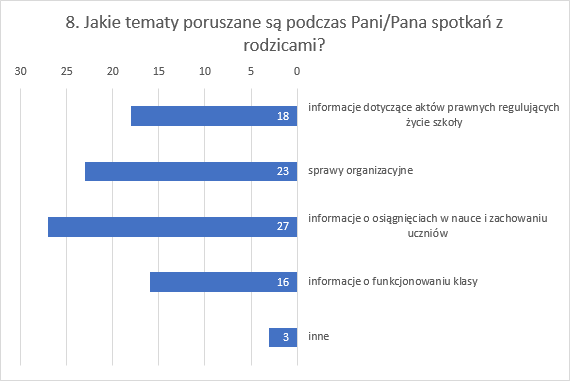 8. Jakie tematy poruszane są podczas Pani/Pana spotkań z
rodzicami?
30 25 20 15 10 5 0
18 informacje dotyczące aktów prawnych regulujących
życie szkoły
23 sprawy organizacyjne
27 informacje o osiągnięciach w nauce i zachowaniu
uczniów
16 informacje o funkcjonowaniu klasy
3 inne